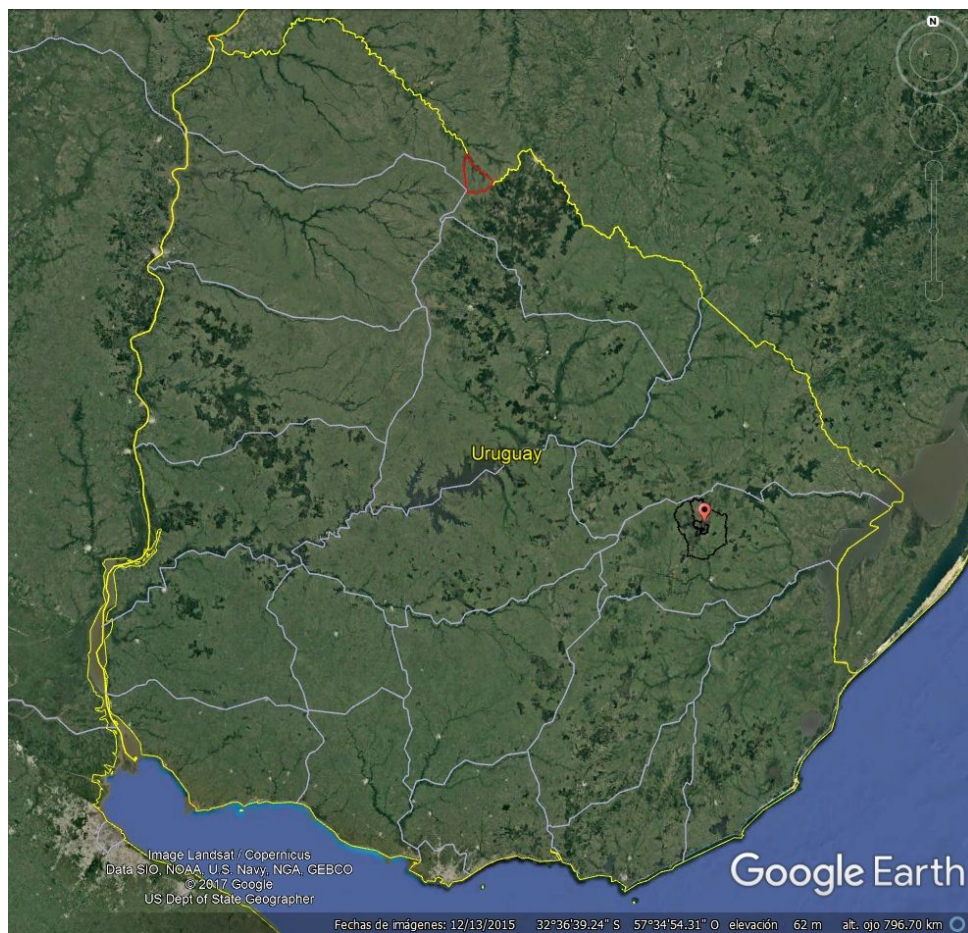 N
Uruguay
Image Landsat / Copernicus
Data SIO, NOAA, U.S. Navy, NGA, GEBCO
© 2017 Google
US Dept of State Geographer
Google Earth
Fechas de imágenes: 12/13/2015 32°36'39.24" S 57°34'54.31" O elevación 62 m alt. ojo 796.70 km